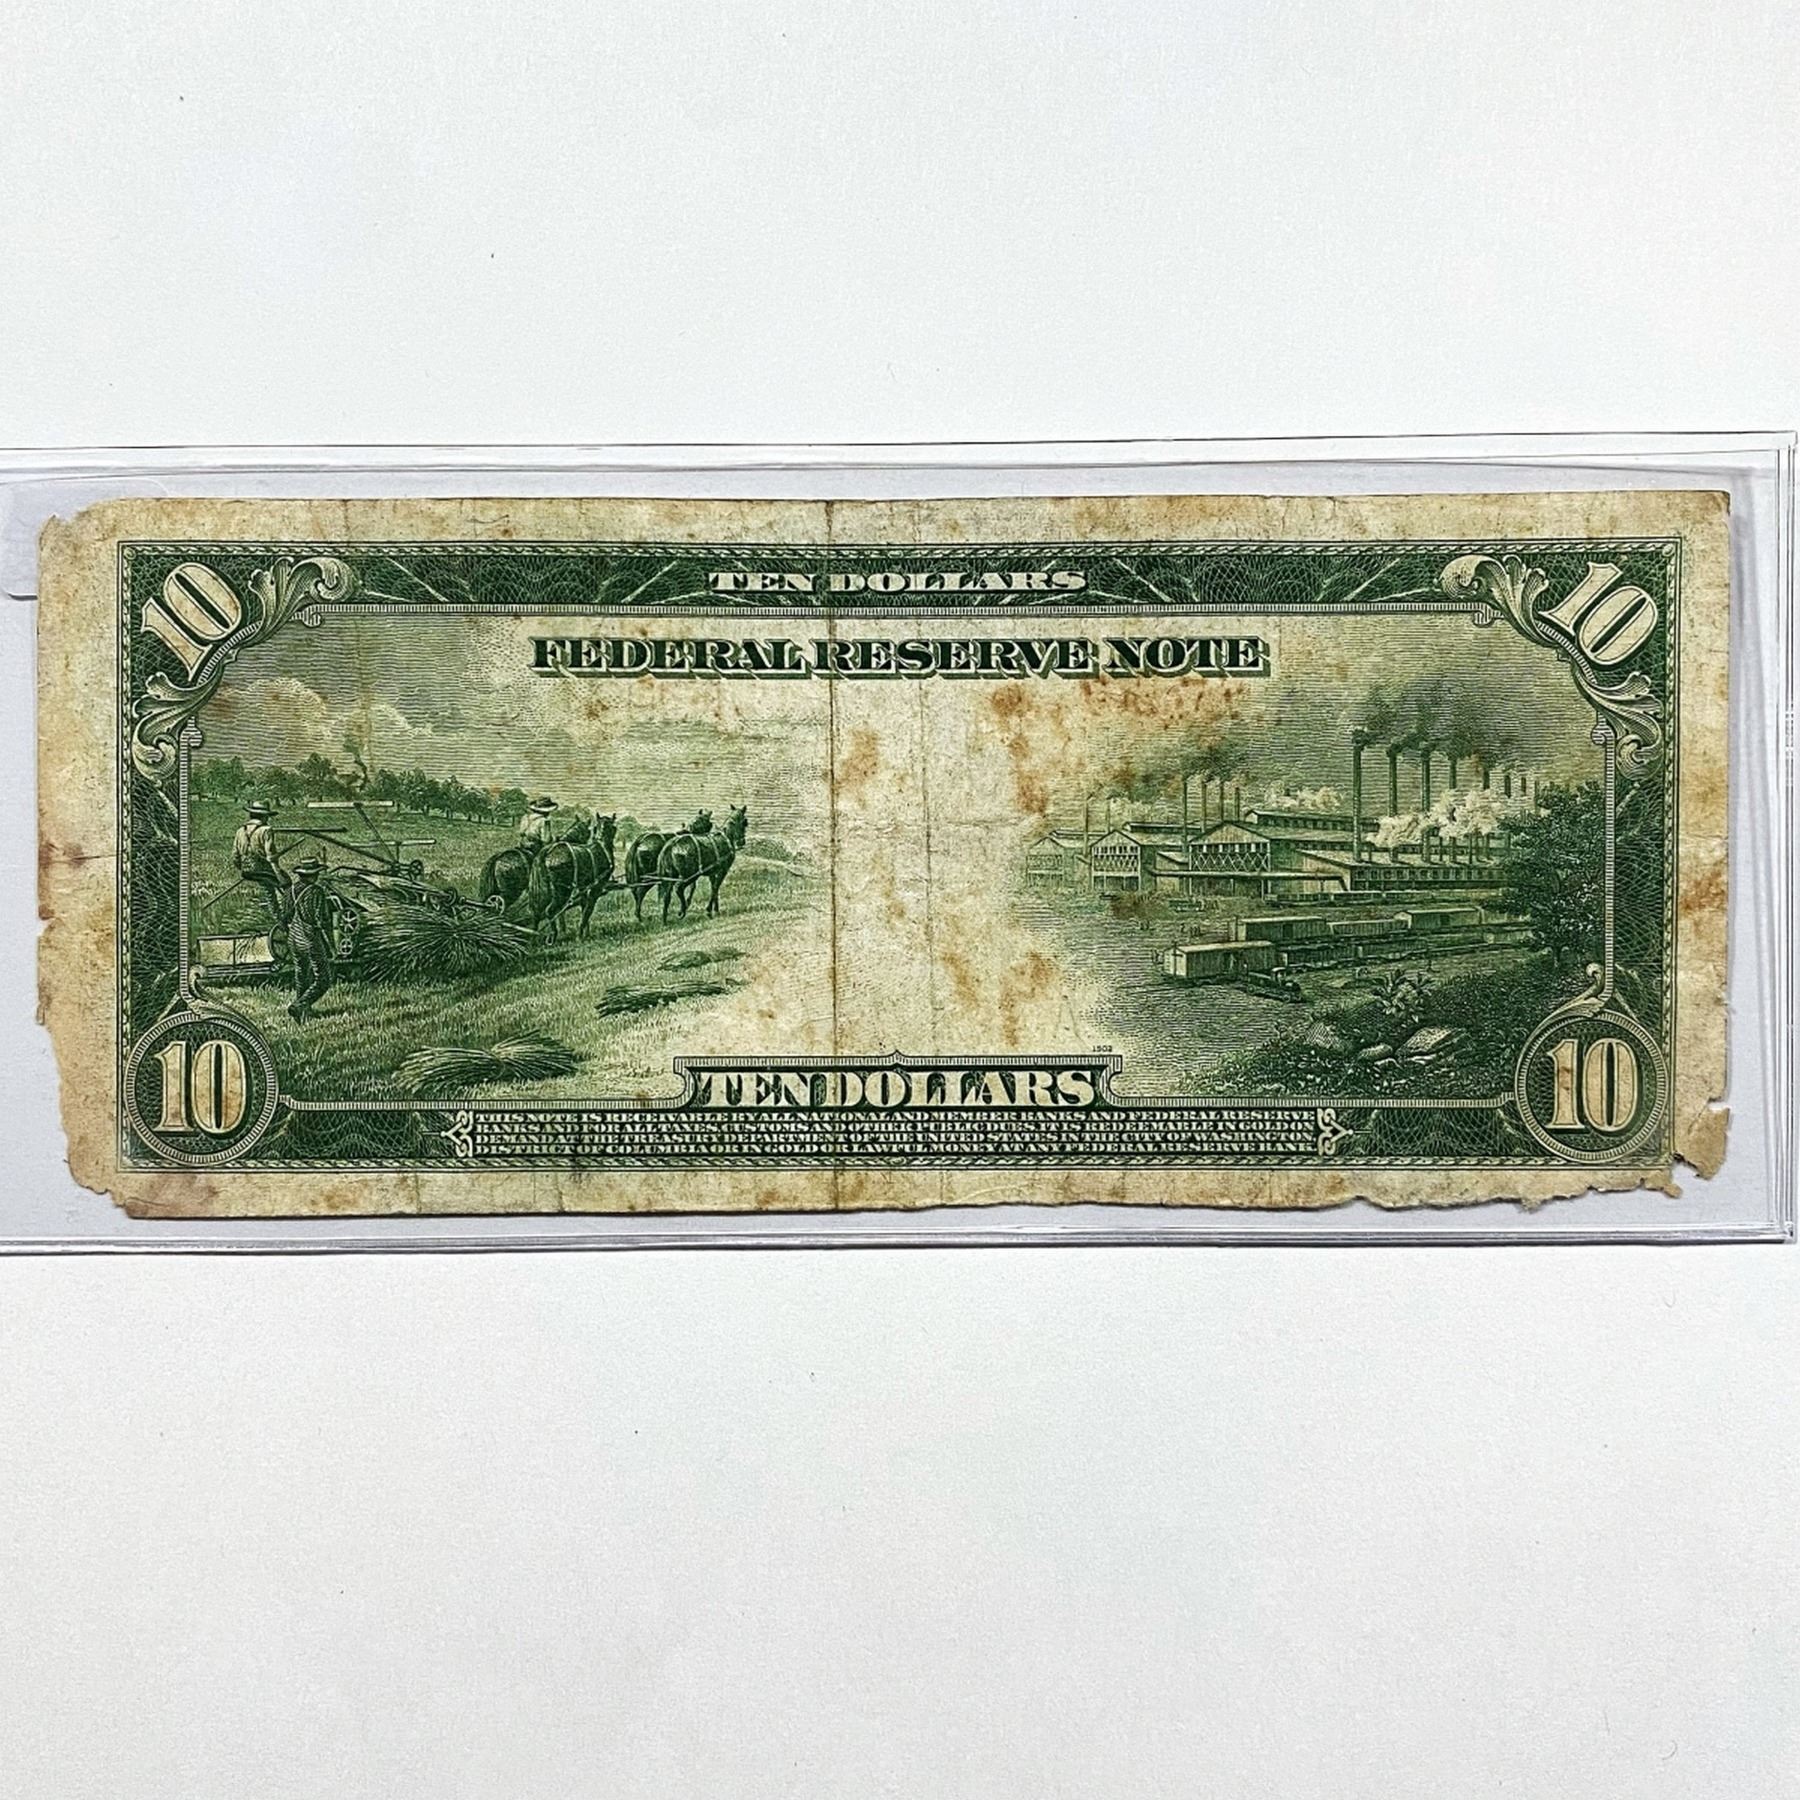 10 TEN DOLLARS 10
FEDERAL RESERVE NOTE
1502
10 TEN DOLLARS 10
THIS NOTE IS RECEIVABLE BY ALL NATIONAL AND MEMBER BANKS AND FEDERAL RESERVE
BANKS AND FOR ALL TAXES, CUSTOMS AND OTHER PUBLIC DUES. IT IS REDEEMABLE IN GOLD ON
DEMAND AT THE TREASURY DEPARTMENT OF THE UNITED STATES IN THE CITY OF WASHINGTON,
DISTRICT OF COLUMBIA OR IN GOLD OR LAWFUL MONEY AT ANY FEDERAL RESERVE BANK